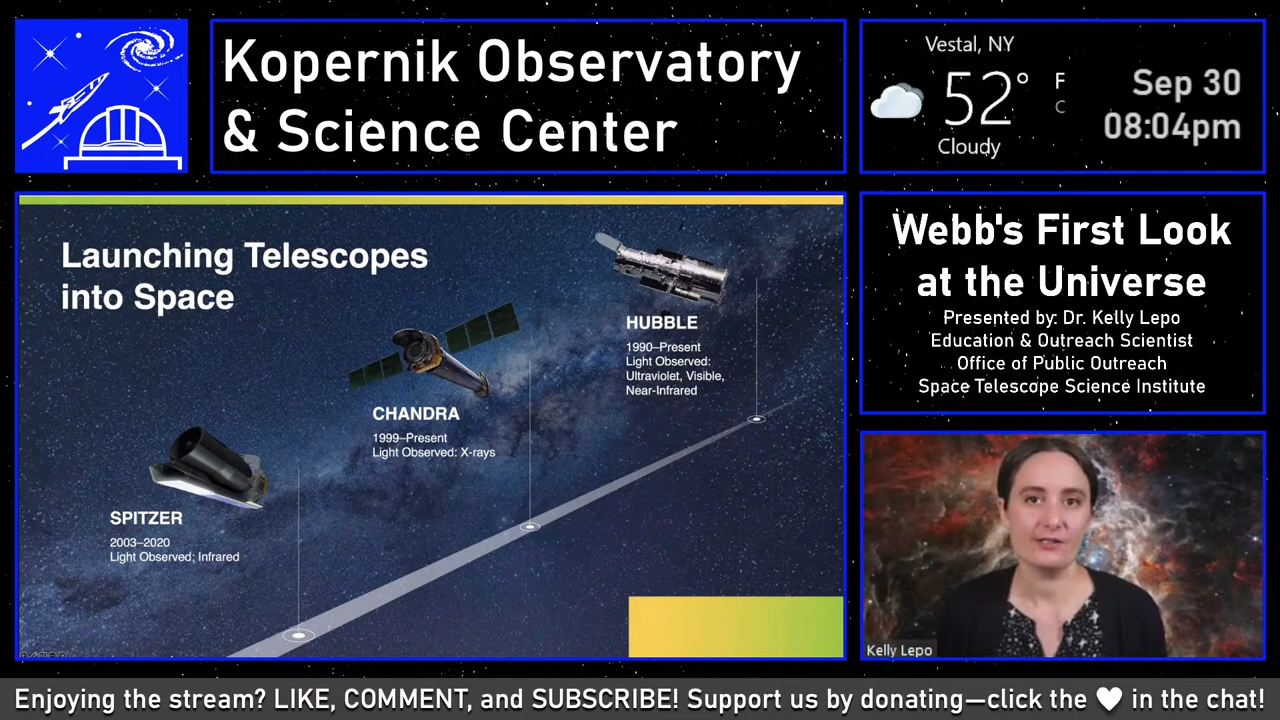 Kopernik Observatory
& Science Center
Vestal, NY
52°
F
C
Cloudy
Sep 30
08:04pm
Launching Telescopes
into Space
HUBBLE
1990–Present
Light Observed:
Ultraviolet, Visible,
Near-Infrared
CHANDRA
1999–Present
Light Observed: X-rays
SPITZER
2003–2020
Light Observed: Infrared
Webb's First Look
at the Universe
Presented by: Dr. Kelly Lepo
Education & Outreach Scientist
Office of Public Outreach
Space Telescope Science Institute
Kelly Lepo
Enjoying the stream? LIKE, COMMENT, and SUBSCRIBE! Support us by donating—click the ♥ in the chat!